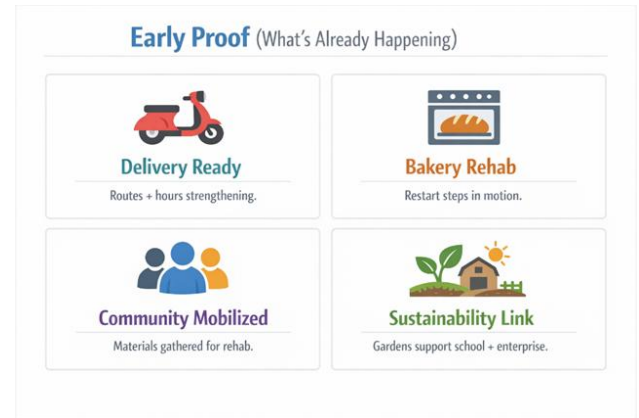 Early Proof (What's Already Happening)
Delivery Ready
Routes + hours strengthening.
Bakery Rehab
Restart steps in motion.
Community Mobilized
Materials gathered for rehab.
Sustainability Link
Gardens support school + enterprise.